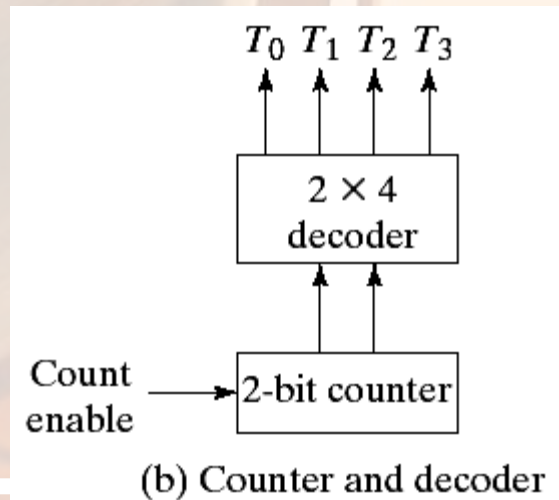 T₀ T₁ T₂ T₃
2 × 4
decoder
Count
enable
2-bit counter
(b) Counter and decoder